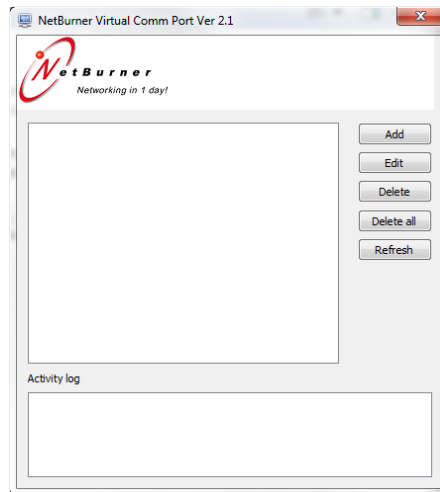 NetBurner Virtual Comm Port Ver 2.1
NetBurner
Networking in 1 day!
Add
Edit
Delete
Delete all
Refresh
Activity log